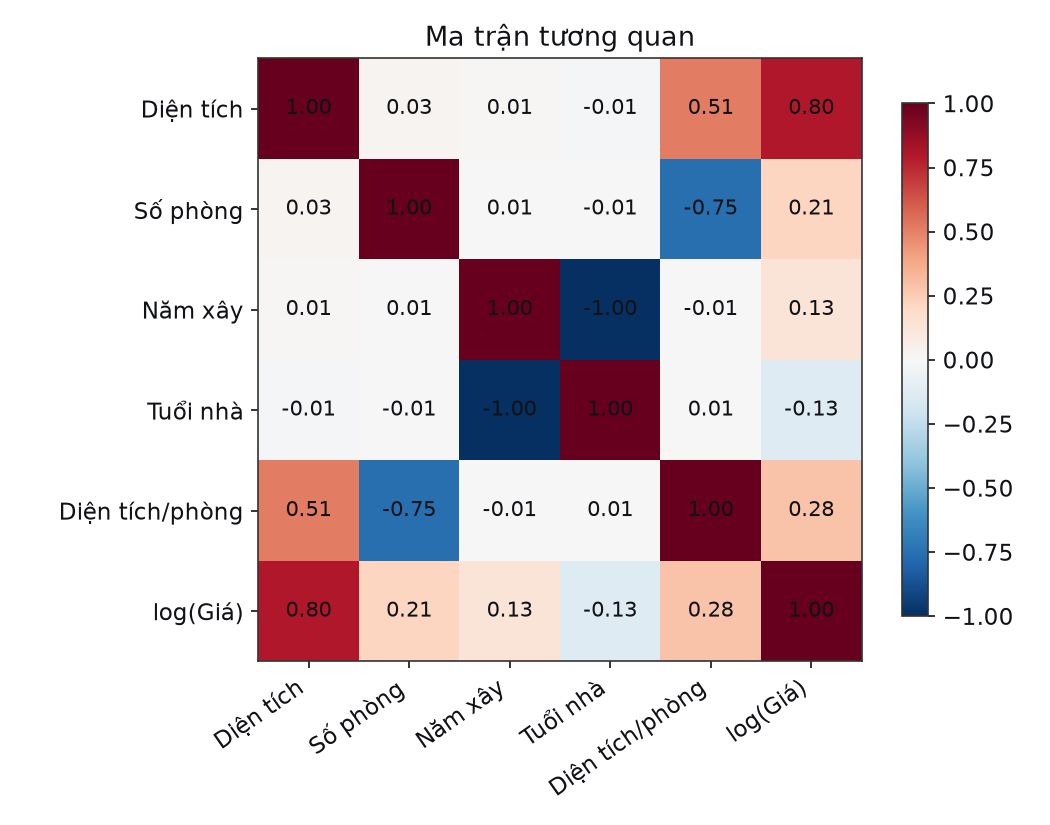 Ma trận tương quan
Diện tích 1.00 0.03 0.01 -0.01 0.51 0.80
Số phòng 0.03 1.00 0.01 -0.01 -0.75 0.21
Năm xây 0.01 0.01 1.00 -1.00 -0.01 0.13
Tuổi nhà -0.01 -0.01 -1.00 1.00 0.01 -0.13
Diện tích/phòng 0.51 -0.75 -0.01 0.01 1.00 0.28
log(Giá) 0.80 0.21 0.13 -0.13 0.28 1.00
Diện tích Số phòng Năm xây Tuổi nhà Diện tích/phòng log(Giá)
1.00
0.75
0.50
0.25
0.00
−0.25
−0.50
−0.75
−1.00